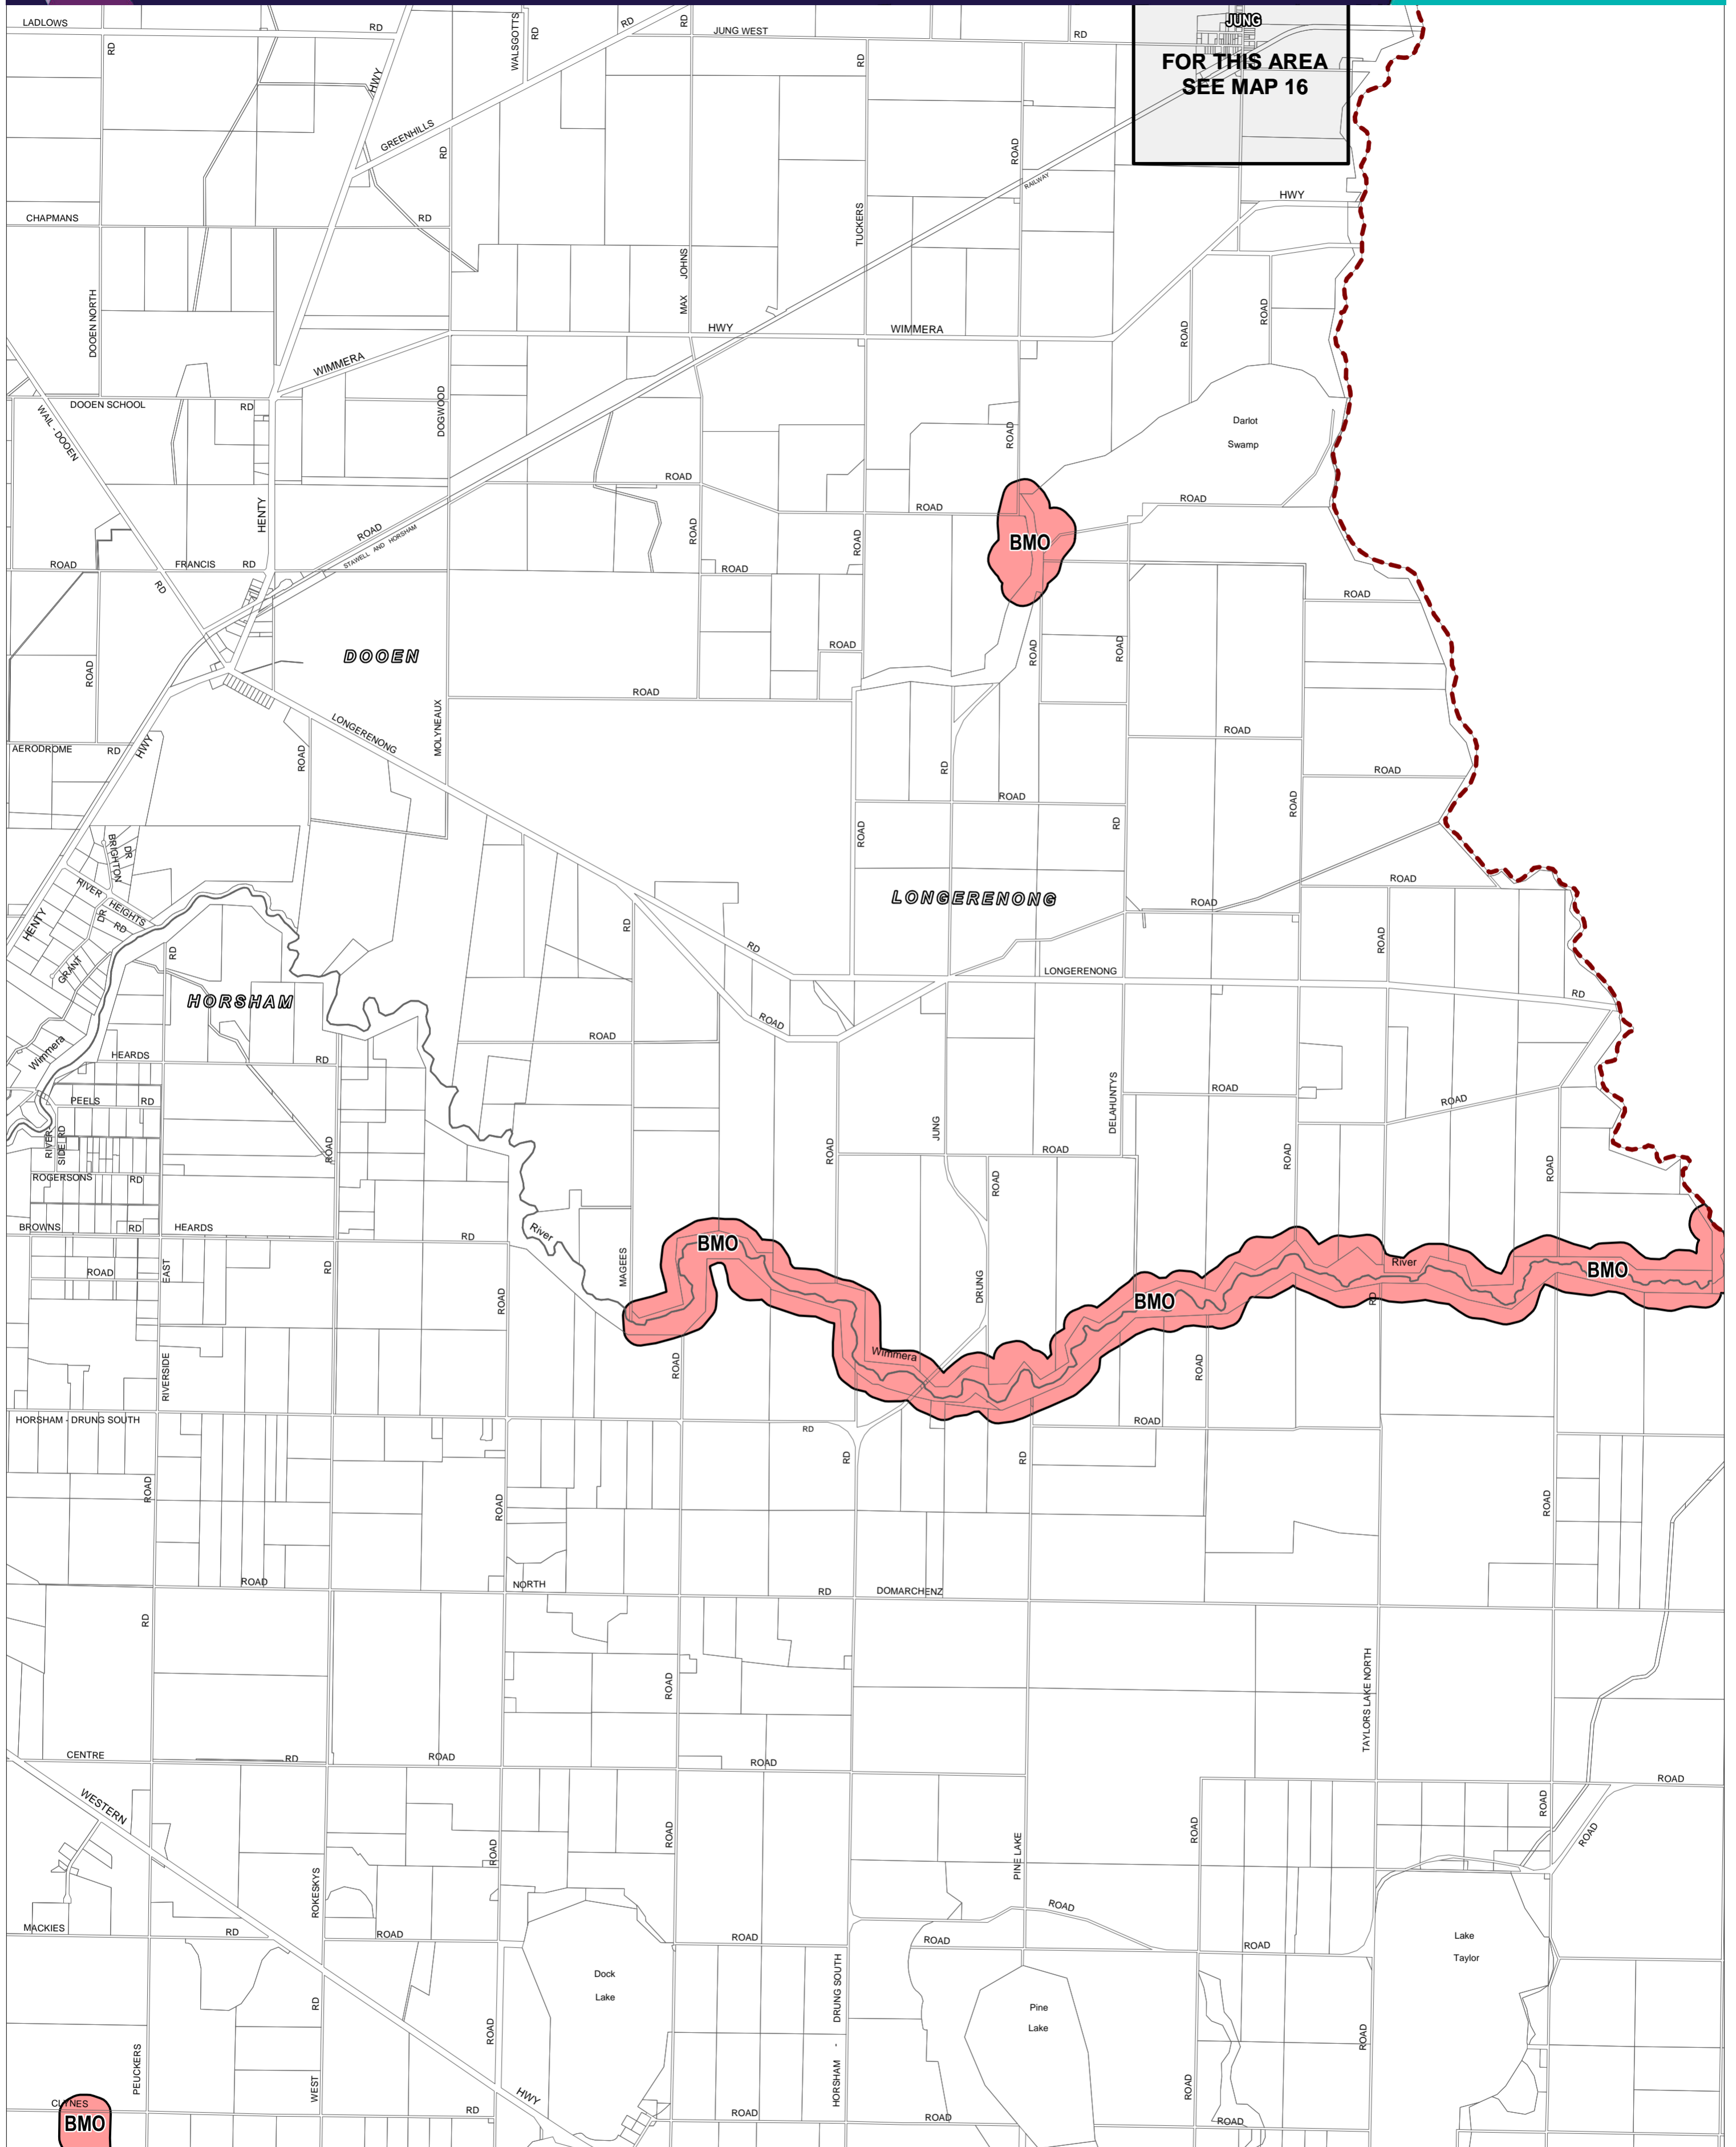 LADLOWS
RD
RD
WALSGOTTS
RD
RD
RD
JUNG WEST
RD
RD
JUNG
FOR THIS AREA
SEE MAP 16
HWY
GREENHILLS
RD
ROAD
RAILWAY
HWY
CHAPMANS
RD
TUCKERS
DOOEN NORTH
MAX JOHNS
ROAD
ROAD
HWY
WIMMERA
WIMMERA
DOOEN SCHOOL
RD
DOGWOOD
WAIL - DOOEN
Darlot
Swamp
ROAD
ROAD
ROAD
ROAD
HENTY
ROAD
STAWELL AND HORSHAM
ROAD
ROAD
BMO
ROAD
FRANCIS
RD
RD
ROAD
ROAD
DOOEN
ROAD
ROAD
ROAD
ROAD
ROAD
LONGERENONG
MOLYNEAUX
ROAD
AERODROME
RD
HWY
ROAD
RD
ROAD
ROAD
ROAD
BRIGHTON
DR
ROAD
RD
RIVER
HEIGHTS
RD
DR
HENTY
GRANT
RD
LONGERENONG
ROAD
ROAD
ROAD
RD
RD
LONGERENONG
RD
HORSHAM
ROAD
ROAD
Wimmera
HEARDS
RD
PEELS
RD
RIVER-
SIDE RD
ROAD
DELAHUNTYS
ROAD
ROAD
JUNG
ROAD
ROAD
ROAD
ROAD
ROAD
ROGERSONS
RD
BROWNS
RD
HEARDS
RD
River
BMO
ROAD
EAST
RD
MAGEES
ROAD
DRUNG
BMO
River
RD
BMO
RIVERSIDE
ROAD
Wimmera
ROAD
HORSHAM - DRUNG SOUTH
RD
ROAD
RD
RD
ROAD
ROAD
ROAD
ROAD
NORTH
RD
DOMARCHENZ
RD
ROAD
TAYLORS LAKE NORTH
CENTRE
RD
ROAD
ROAD
ROAD
WESTERN
ROAD
ROAD
PINE LAKE
ROAD
ROAD
ROAD
ROKESKYS
ROAD
MACKIES
RD
ROAD
ROAD
ROAD
ROAD
Lake
Taylor
Dock
Lake
DRUNG SOUTH
Pine
Lake
RD
ROAD
ROAD
PEUCKERS
HORSHAM -
ROAD
WEST
HWY
CLYNES
RD
ROAD
ROAD
ROAD
BMO